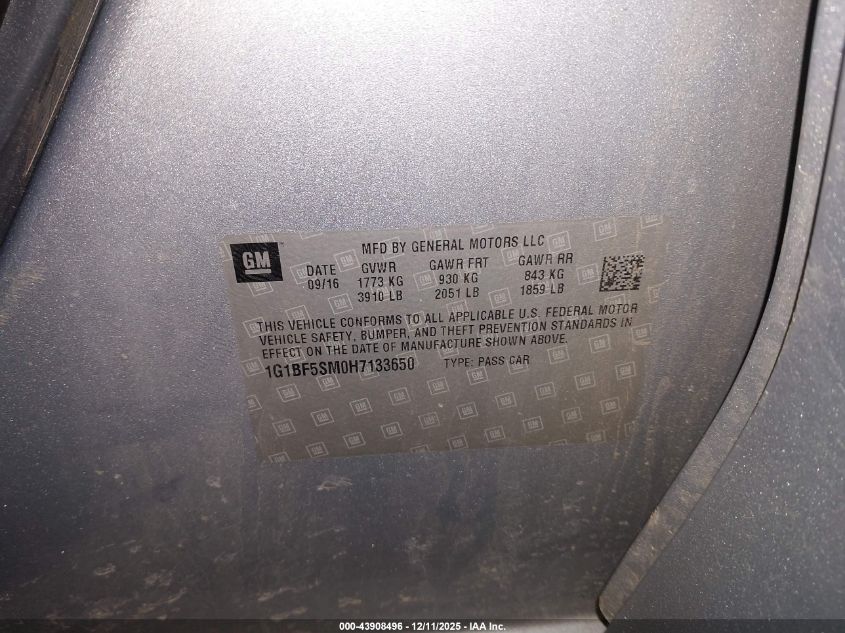 GM
MFD BY GENERAL MOTORS LLC
DATE GVWR GAWR FRT GAWR RR
09/16 1773 KG 930 KG 843 KG
3910 LB 2051 LB 1859 LB
THIS VEHICLE CONFORMS TO ALL APPLICABLE U.S. FEDERAL MOTOR
VEHICLE SAFETY, BUMPER, AND THEFT PREVENTION STANDARDS IN
EFFECT ON THE DATE OF MANUFACTURE SHOWN ABOVE.
1G1BF5SM0H7133650 TYPE: PASS CAR
000-43908496 - 12/11/2025 - IAA Inc.